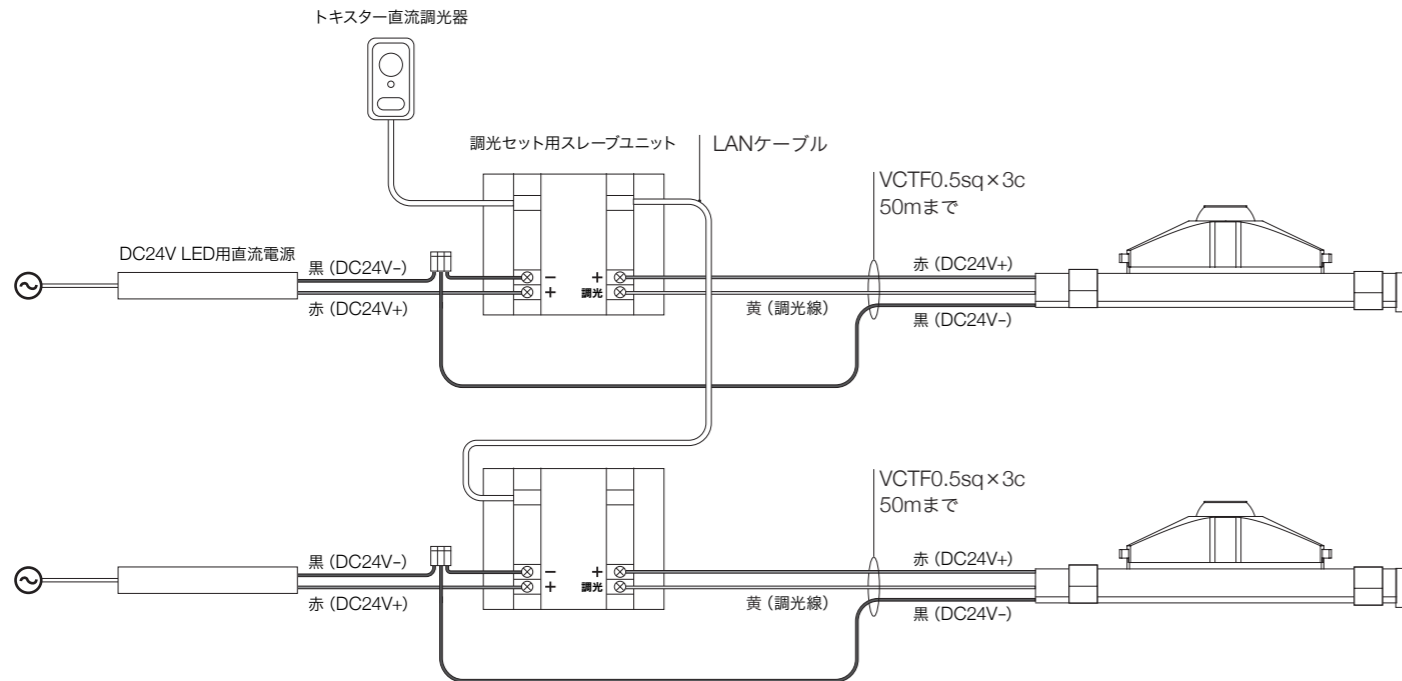 トキスター直流調光器
調光セット用スレーブユニット
LANケーブル
VCTF0.5sq×3c
50mまで
DC24V LED用直流電源
黒 (DC24V-)
赤 (DC24V+)
-
+
+
調光
赤 (DC24V+)
黄 (調光線)
黒 (DC24V-)
VCTF0.5sq×3c
50mまで
黒 (DC24V-)
赤 (DC24V+)
-
+
+
調光
赤 (DC24V+)
黄 (調光線)
黒 (DC24V-)